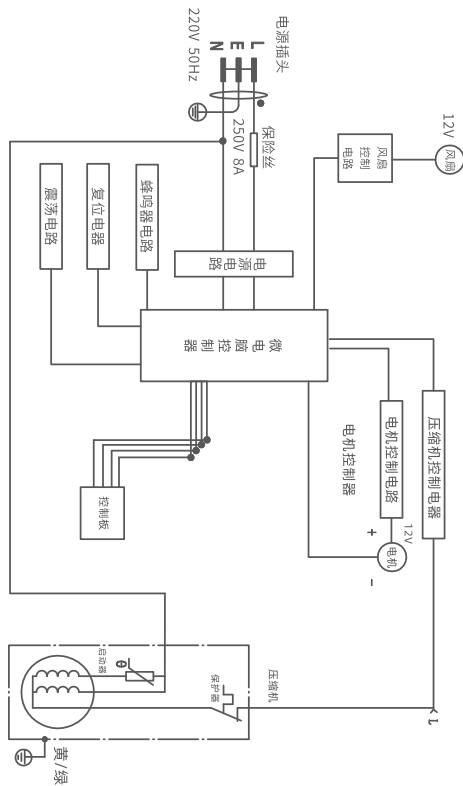 电源插头
L
E
N
220V 50Hz
保险丝
250V 8A
12V
风扇
风扇
控制
电路
蜂鸣器电路
复位电器
震荡电路
电源电
路
微电脑控制
器
压缩机控制电器
电机控制电路
电机控制器
12V
+
电机
-
控制板
L
压缩机
保护器
启动器
θ
黄/绿